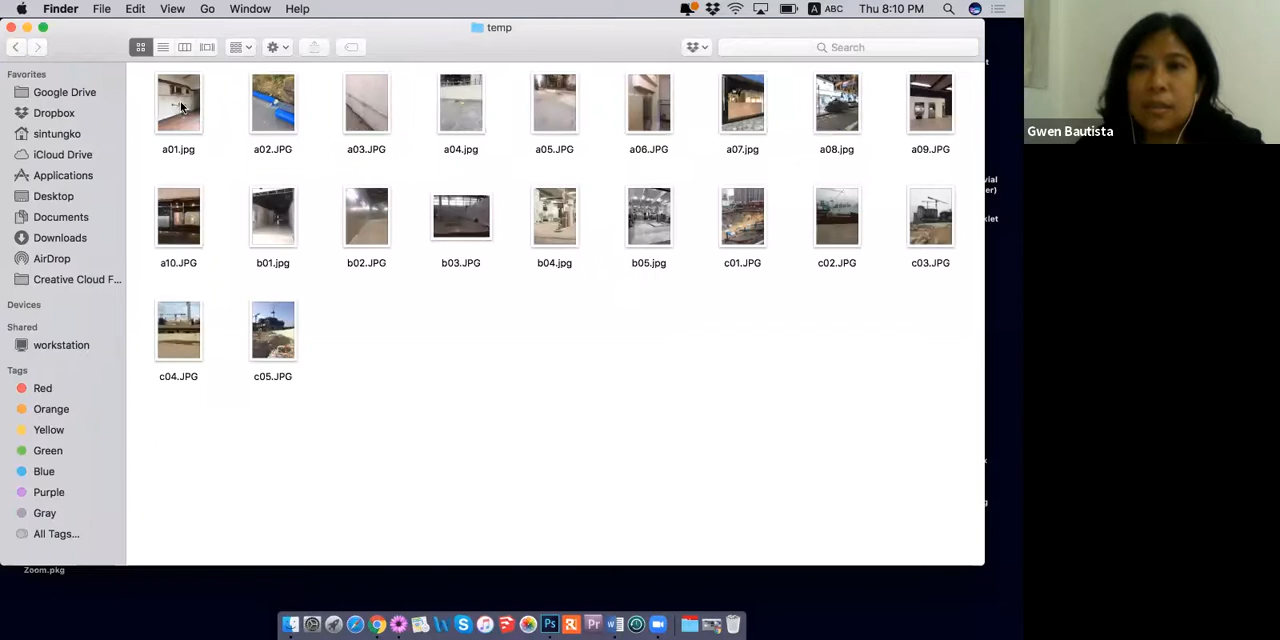 Finder File Edit View Go Window Help
A ABC Thu 8:10 PM
temp
Search
Favorites
Google Drive
Dropbox
sintungko
iCloud Drive
Applications
Desktop
Documents
Downloads
AirDrop
Creative Cloud F...
Devices
Shared
workstation
Tags
Red
Orange
Yellow
Green
Blue
Purple
Gray
All Tags...
a01.jpg a02.JPG a03.JPG a04.jpg a05.JPG a06.JPG a07.jpg a08.jpg a09.JPG
a10.JPG b01.jpg b02.JPG b03.JPG b04.jpg b05.jpg c01.JPG c02.JPG c03.JPG
c04.JPG c05.JPG
Zoom.pkg
Ps Pr W
Gwen Bautista